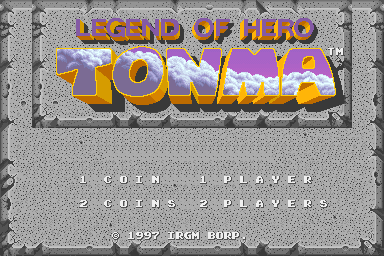 LEGEND OF HERO
TONMA™
1 COIN 1 PLAYER
2 COINS 2 PLAYERS
© 1997 IRGM BORP.